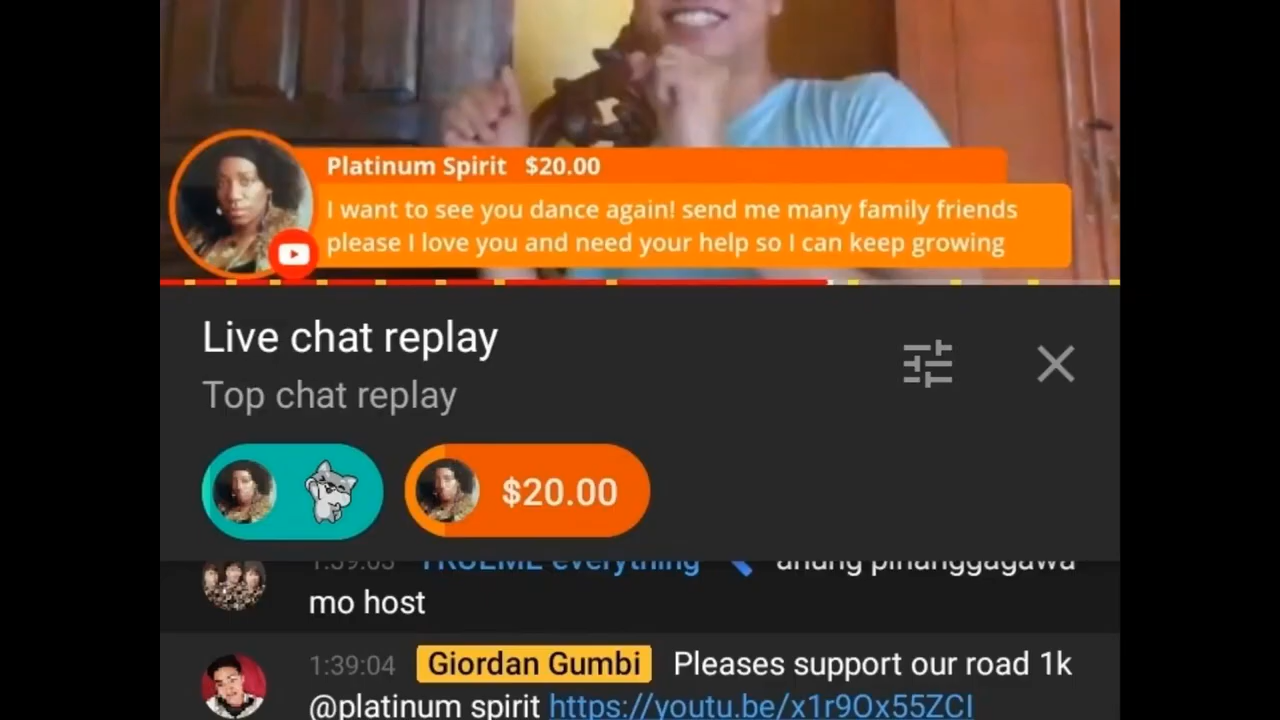 Platinum Spirit $20.00
I want to see you dance again! send me many family friends
please I love you and need your help so I can keep growing
Live chat replay
Top chat replay
$20.00
1:39:03 TRUEME everything anung pinanggagawa
mo host
1:39:04 Giordan Gumbi Pleases support our road 1k
@platinum spirit https://youtu.be/x1r9Ox55ZCI